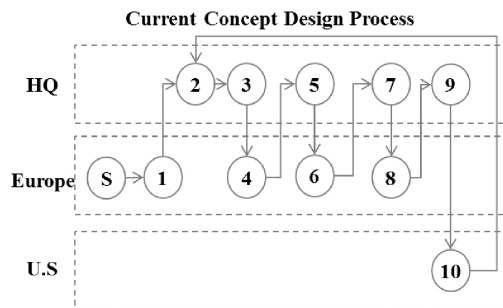 Current Concept Design Process
HQ
2 3 5 7 9
Europe
S 1 4 6 8
U.S
10